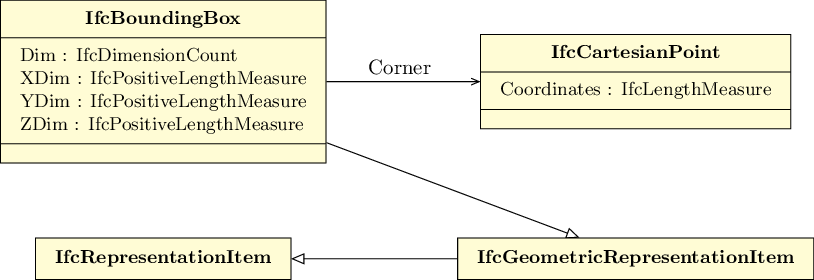 IfcBoundingBox
Dim : IfcDimensionCount
XDim : IfcPositiveLengthMeasure
YDim : IfcPositiveLengthMeasure
ZDim : IfcPositiveLengthMeasure
Corner
IfcCartesianPoint
Coordinates : IfcLengthMeasure
IfcRepresentationItem
IfcGeometricRepresentationItem